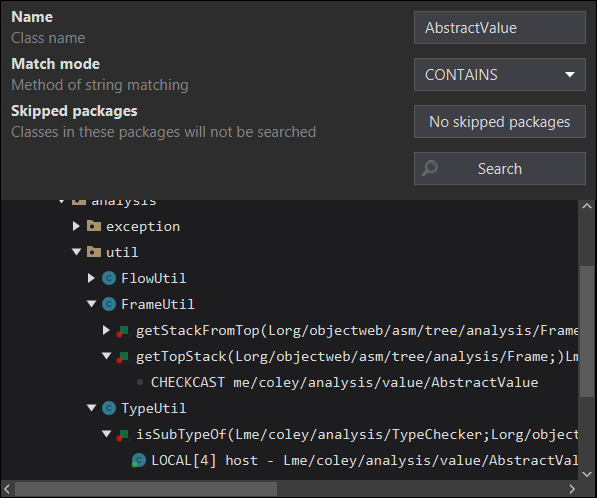 Name
Class name
AbstractValue
Match mode
Method of string matching
CONTAINS
Skipped packages
Classes in these packages will not be searched
No skipped packages
Search
analysis
exception
util
FlowUtil
FrameUtil
getStackFromTop(Lorg/objectweb/asm/tree/analysis/Frame
getTopStack(Lorg/objectweb/asm/tree/analysis/Frame;)Lm
CHECKCAST me/coley/analysis/value/AbstractValue
TypeUtil
isSubTypeOf(Lme/coley/analysis/TypeChecker;Lorg/object
LOCAL[4] host - Lme/coley/analysis/value/AbstractVal